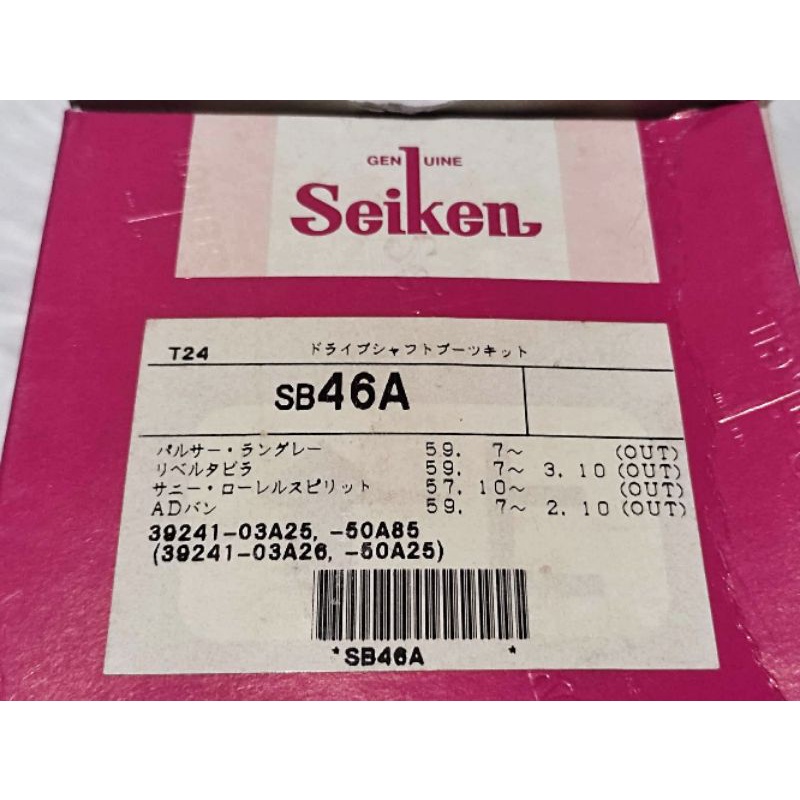 GENUINE
Seiken
T24 ドライブシャフトブーツキット
SB46A
パルサー・ラングレー 59. 7〜 (OUT)
リベルタビラ 59. 7〜 3. 10 (OUT)
サニー・ローレルスピリット 57. 10〜 (OUT)
ADバン 59. 7〜 2. 10 (OUT)
39241-03A25, -50A85
(39241-03A26, -50A25)
*SB46A *